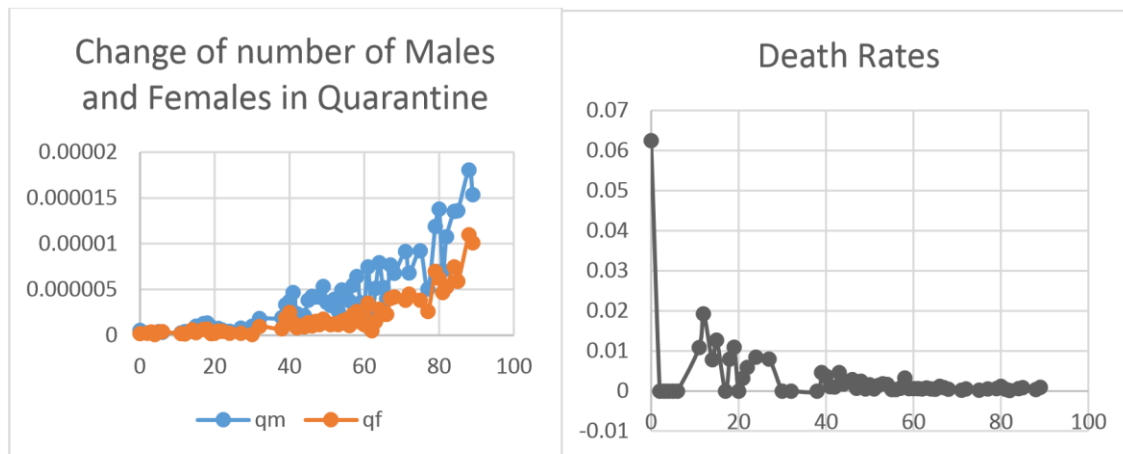 Change of number of Males
and Females in Quarantine
0.00002
0.000015
0.00001
0.000005
0
0 20 40 60 80 100
qm qf
Death Rates
0.07
0.06
0.05
0.04
0.03
0.02
0.01
0
-0.01
0 20 40 60 80 100